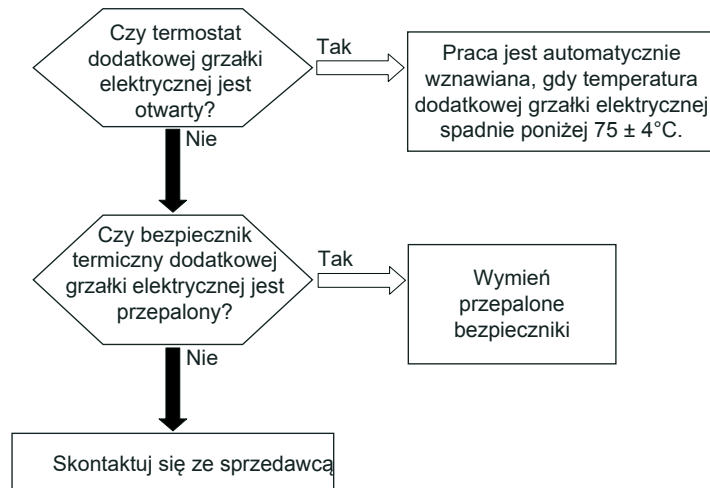 Czy termostat
dodatkowej grzałki
elektrycznej jest
otwarty?
Tak
Praca jest automatycznie
wznawiana, gdy temperatura
dodatkowej grzałki elektrycznej
spadnie poniżej 75 ± 4°C.
Nie
Czy bezpiecznik
termiczny dodatkowej
grzałki elektrycznej jest
przepalony?
Tak
Wymień
przepalone
bezpieczniki
Nie
Skontaktuj się ze sprzedawcą